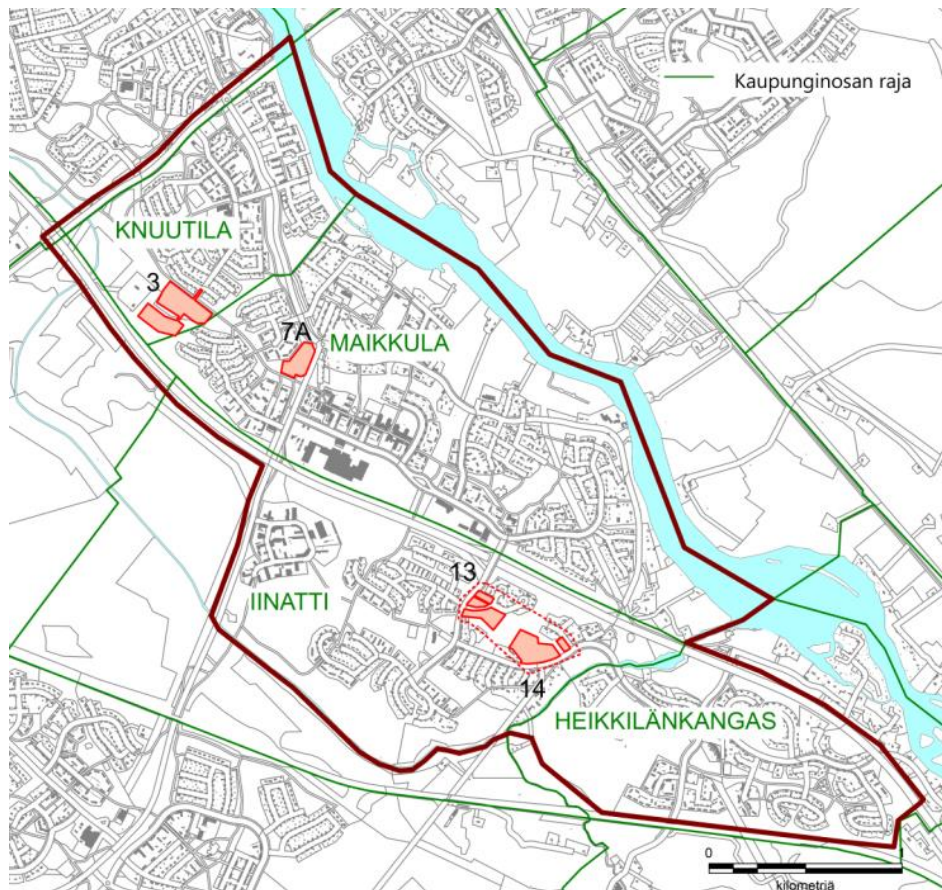 Kaupunginosan raja
KNUUTILA
3
7A
MAIKKULA
IINATTI
13
14
HEIKKILÄNKANGAS
0
1
kilometriä